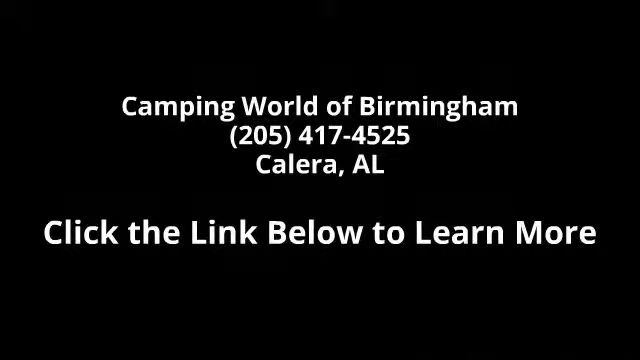 Camping World of Birmingham
(205) 417-4525
Calera, AL
Click the Link Below to Learn More